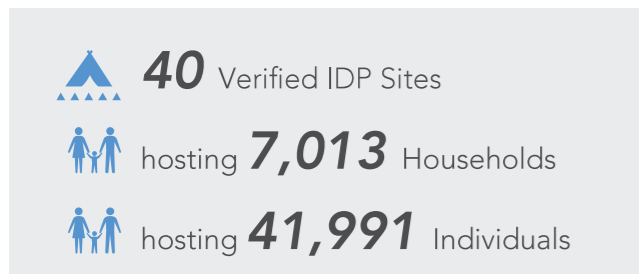 40 Verified IDP Sites
hosting 7,013 Households
hosting 41,991 Individuals